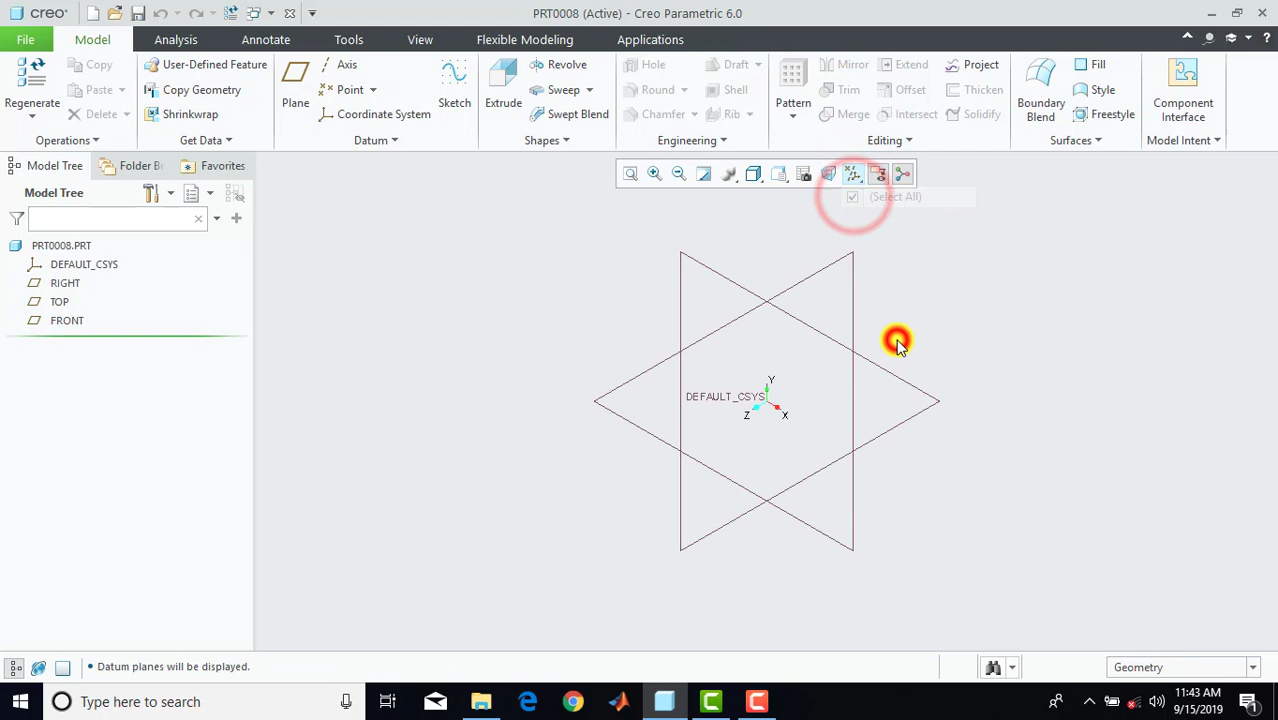 creo®
PRT0008 (Active) - Creo Parametric 6.0
File Model Analysis Annotate Tools View Flexible Modeling Applications
Regenerate
Copy
Paste
Delete
Operations
User-Defined Feature
Copy Geometry
Shrinkwrap
Get Data
Plane
Axis
Point
Coordinate System
Sketch
Datum
Extrude
Revolve
Sweep
Swept Blend
Shapes
Hole
Round
Chamfer
Draft
Shell
Rib
Engineering
Pattern
Mirror
Trim
Merge
Extend
Offset
Intersect
Project
Thicken
Solidify
Editing
Boundary
Blend
Fill
Style
Freestyle
Surfaces
Component
Interface
Model Intent
Model Tree Folder B Favorites
Model Tree
PRT0008.PRT
DEFAULT_CSYS
RIGHT
TOP
FRONT
(Select All)
Y
DEFAULT_CSYS
Z X
• Datum planes will be displayed.
Geometry
Type here to search
11:43 AM
9/15/2019
1